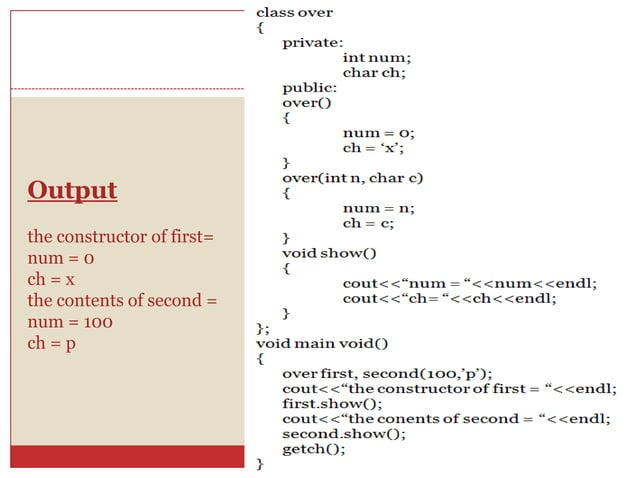 Output
the constructor of first=
num = 0
ch = x
the contents of second =
num = 100
ch = p
class over
{
private:
int num;
char ch;
public:
over()
{
num = 0;
ch = ‘x’;
}
over(int n, char c)
{
num = n;
ch = c;
}
void show()
{
cout<<“num = “<<num<<endl;
cout<<“ch= “<<ch<<endl;
}
};
void main void()
{
over first, second(100,’p’);
cout<<“the constructor of first = “<<endl;
first.show();
cout<<“the conents of second = “<<endl;
second.show();
getch();
}